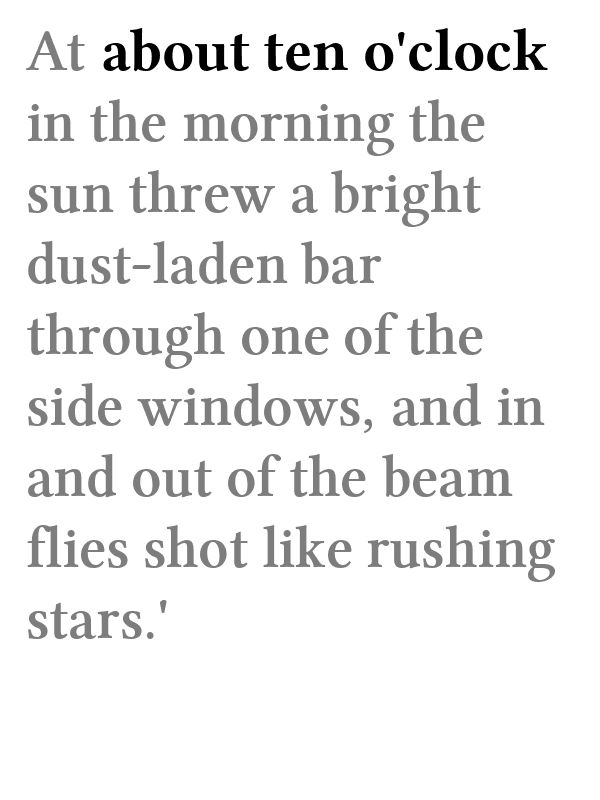 At about ten o'clock
in the morning the
sun threw a bright
dust-laden bar
through one of the
side windows, and in
and out of the beam
flies shot like rushing
stars.'